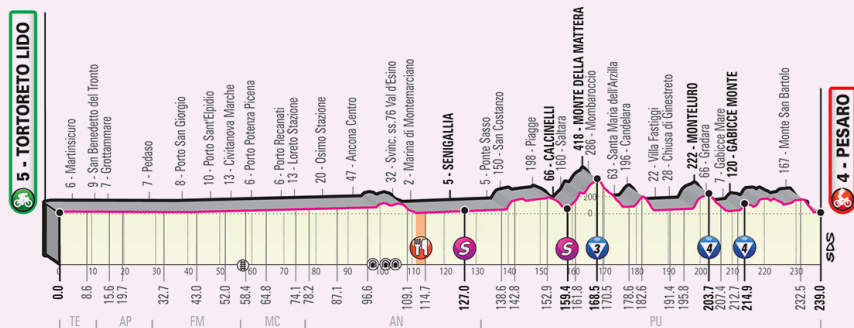 5 - TORTORETO LIDO
6 - Martinsicuro
9 - San Benedetto del Tronto
7 - Grottammare
7 - Pedaso
8 - Porto San Giorgio
10 - Porto Sant'Elpidio
13 - Civitanova Marche
6 - Porto Potenza Picena
6 - Porto Recanati
13 - Loreto Stazione
20 - Osimo Stazione
47 - Ancona Centro
32 - Svinc. ss.76 Val d'Esino
2 - Marina di Montemarciano
5 - SENIGALLIA
5 - Ponte Sasso
150 - San Costanzo
198 - Piagge
66 - CALCINELLI
160 - Saltara
418 - MONTE DELLA MATTERA
286 - Mombaroccio
63 - Santa Maria dell'Arzilla
196 - Candelara
22 - Villa Fastiggi
28 - Chiusa di Ginestreto
222 - MONTELURO
66 - Gradara
7 - Gabicce Mare
120 - GABICCE MONTE
167 - Monte San Bartolo
4 - PESARO
200
0
S S 3 4 4
SDS
0 10 20 30 40 50 60 70 80 90 100 110 120 130 140 150 160 170 180 190 200 210 220 230
0.0 8.6 15.6 19.7 32.7 43.0 52.0 58.4 64.8 74.1 78.2 87.1 96.6 109.1 114.7 127.0 138.6 142.8 152.9 159.4 161.8 168.5 170.5 178.6 182.6 191.4 195.8 203.7 207.4 212.7 214.9 232.5 239.0
TE AP FM MC AN PU